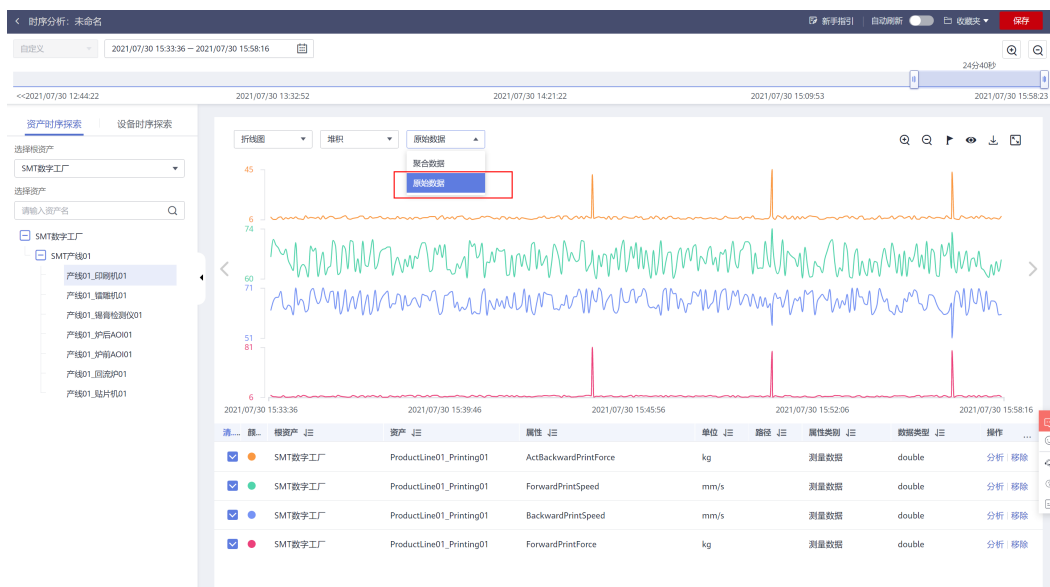 时序分析：未命名
新手指引
自动刷新
收藏夹
保存
自定义
2021/07/30 15:33:36 ─ 2021/07/30 15:58:16
24分40秒
<<2021/07/30 12:44:22
2021/07/30 13:32:52
2021/07/30 14:21:22
2021/07/30 15:09:53
2021/07/30 15:58:23
资产时序探索
设备时序探索
选择根资产
SMT数字工厂
选择资产
请输入资产名
SMT数字工厂
SMT产线01
产线01_印刷机01
产线01_镭雕机01
产线01_锡膏检测仪01
产线01_炉后AOI01
产线01_炉前AOI01
产线01_回流炉01
产线01_贴片机01
折线图
堆积
原始数据
聚合数据
原始数据
45
6
74
60
71
51
81
6
2021/07/30 15:33:36
2021/07/30 15:39:46
2021/07/30 15:45:56
2021/07/30 15:52:06
2021/07/30 15:58:16
清... 颜... 根资产 资产 属性 单位 路径 属性类别 数据类型 操作 ...
SMT数字工厂 ProductLine01_Printing01 ActBackwardPrintForce kg 测量数据 double 分析 移除
SMT数字工厂 ProductLine01_Printing01 ForwardPrintSpeed mm/s 测量数据 double 分析 移除
SMT数字工厂 ProductLine01_Printing01 BackwardPrintSpeed mm/s 测量数据 double 分析 移除
SMT数字工厂 ProductLine01_Printing01 ForwardPrintForce kg 测量数据 double 分析 移除